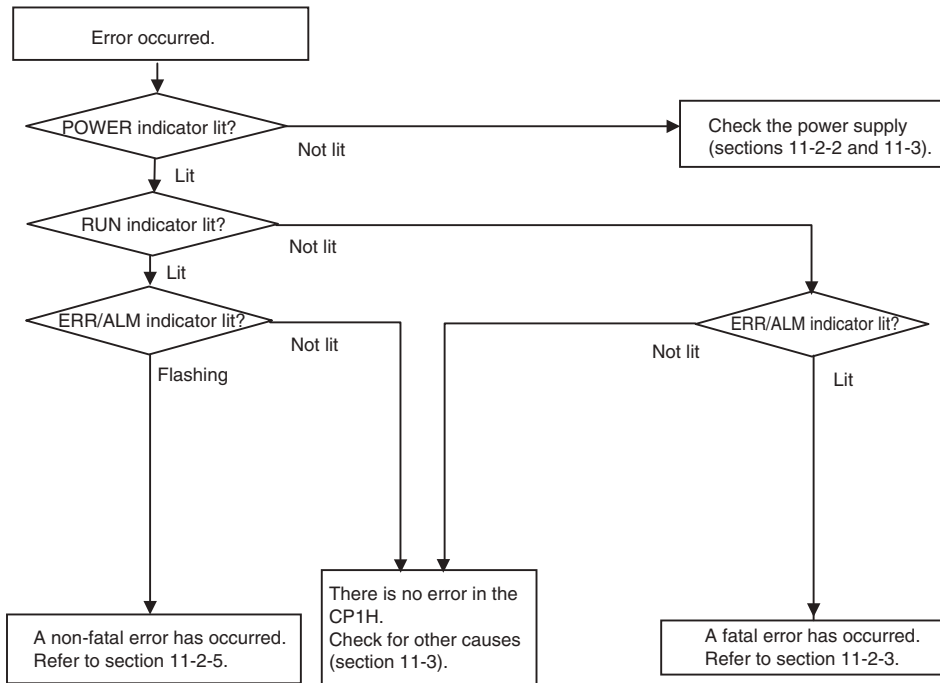 Error occurred.
POWER indicator lit?
Not lit
Check the power supply
(sections 11-2-2 and 11-3).
Lit
RUN indicator lit?
Not lit
Lit
ERR/ALM indicator lit?
Not lit
Flashing
ERR/ALM indicator lit?
Not lit
Lit
There is no error in the
CP1H.
Check for other causes
(section 11-3).
A non-fatal error has occurred.
Refer to section 11-2-5.
A fatal error has occurred.
Refer to section 11-2-3.